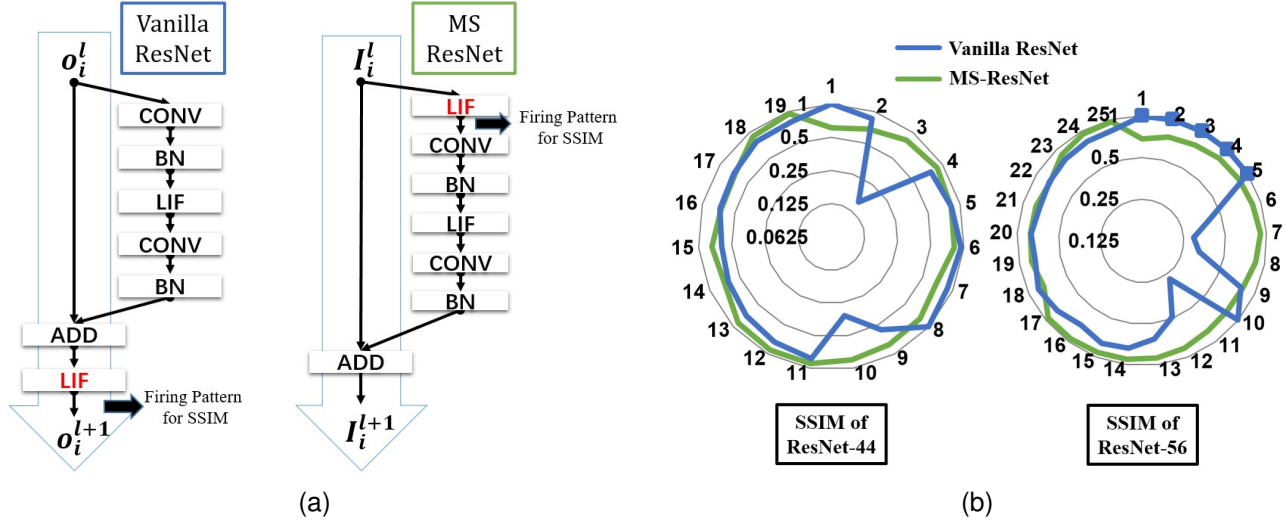 Vanilla
ResNet
o_i^l
CONV
BN
LIF
CONV
BN
ADD
LIF
Firing Pattern
for SSIM
o_i^{l+1}
MS
ResNet
I_i^l
LIF
Firing Pattern
for SSIM
CONV
BN
LIF
CONV
BN
ADD
I_i^{l+1}
(a)
Vanilla ResNet
MS-ResNet
1
2
3
4
5
6
7
8
9
10
11
12
13
14
15
16
17
18
19
1
0.5
0.25
0.125
0.0625
SSIM of
ResNet-44
1
2
3
4
5
6
7
8
9
10
11
12
13
14
15
16
17
18
19
20
21
22
23
24
25
1
0.5
0.25
0.125
SSIM of
ResNet-56
(b)